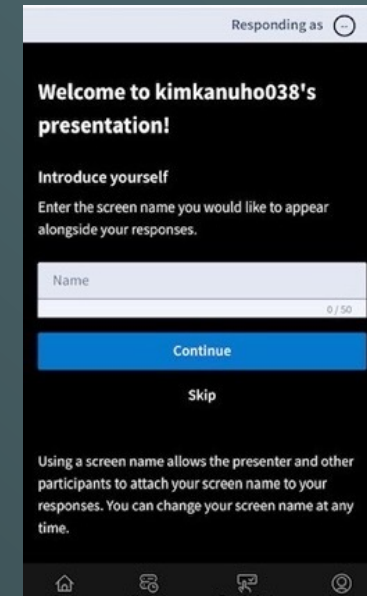 Responding as
Welcome to kimkanuho038's
presentation!
Introduce yourself
Enter the screen name you would like to appear
alongside your responses.
Name
0 / 50
Continue
Skip
Using a screen name allows the presenter and other
participants to attach your screen name to your
responses. You can change your screen name at any
time.